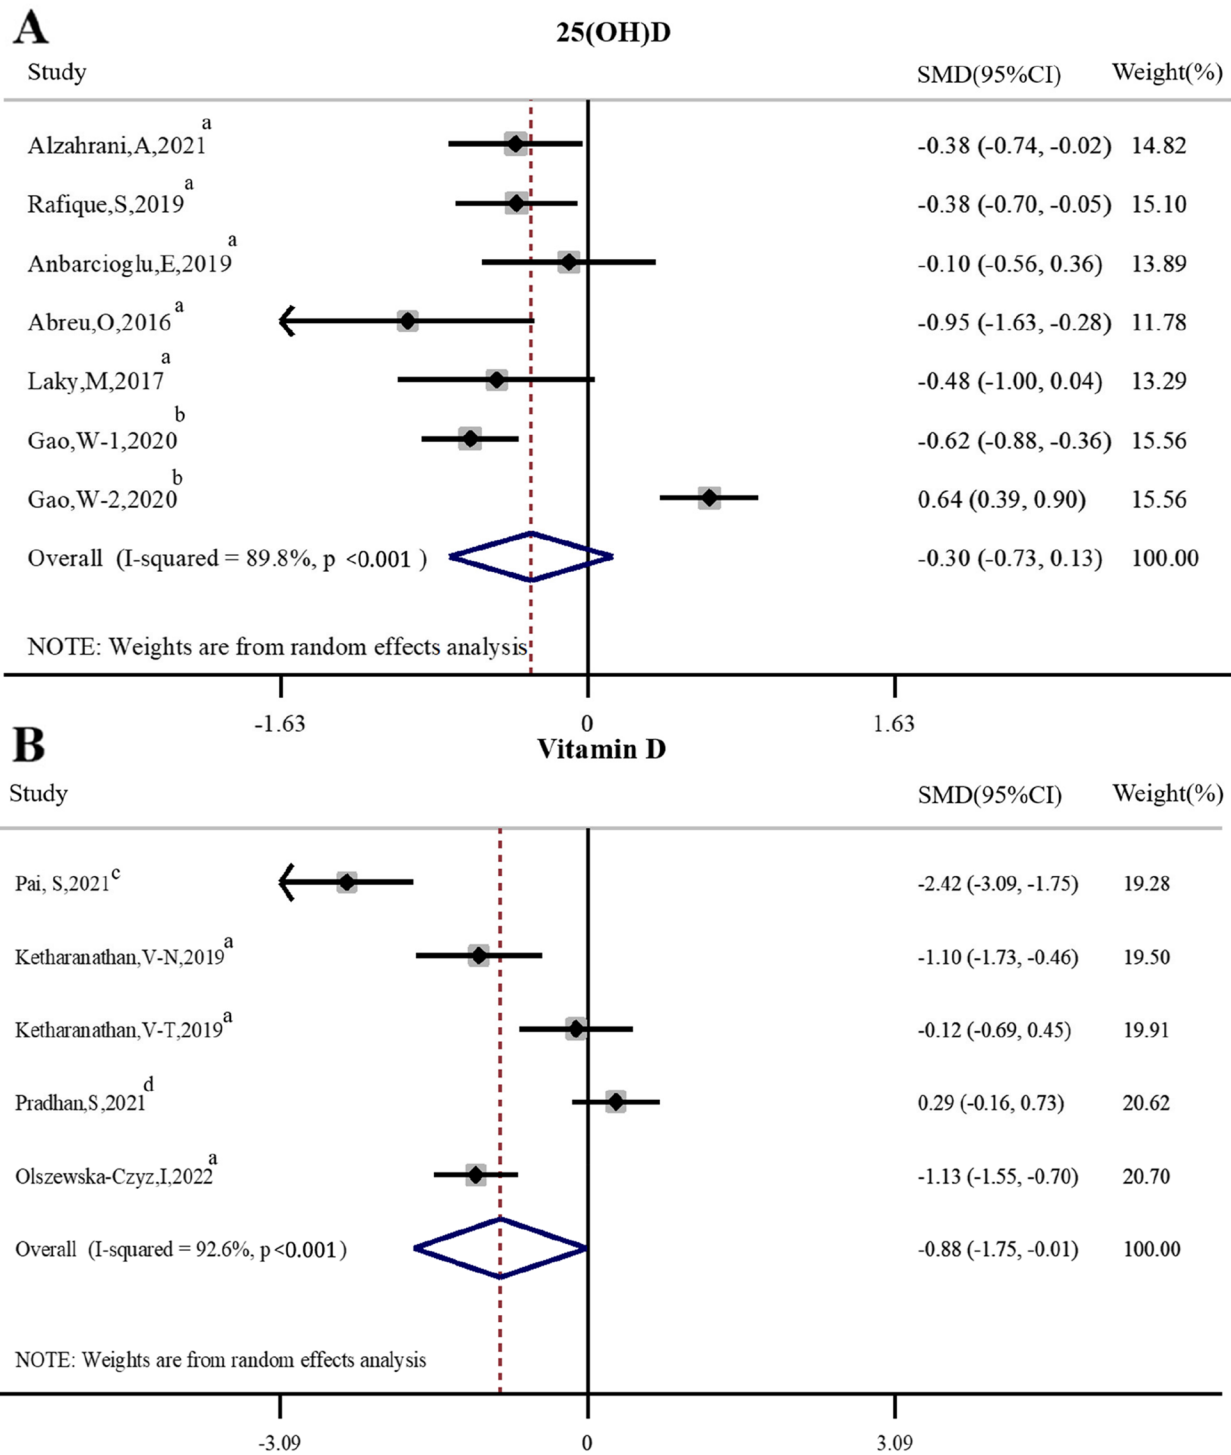 A
25(OH)D
Study SMD(95%CI) Weight(%)
Alzahrani,A,2021a -0.38 (-0.74, -0.02) 14.82
Rafique,S,2019a -0.38 (-0.70, -0.05) 15.10
Anbarcioglu,E,2019a -0.10 (-0.56, 0.36) 13.89
Abreu,O,2016a -0.95 (-1.63, -0.28) 11.78
Laky,M,2017a -0.48 (-1.00, 0.04) 13.29
Gao,W-1,2020b -0.62 (-0.88, -0.36) 15.56
Gao,W-2,2020b 0.64 (0.39, 0.90) 15.56
Overall (I-squared = 89.8%, p <0.001 ) -0.30 (-0.73, 0.13) 100.00
NOTE: Weights are from random effects analysis
-1.63 0 1.63
B
Vitamin D
Study SMD(95%CI) Weight(%)
Pai, S,2021c -2.42 (-3.09, -1.75) 19.28
Ketharanathan,V-N,2019a -1.10 (-1.73, -0.46) 19.50
Ketharanathan,V-T,2019a -0.12 (-0.69, 0.45) 19.91
Pradhan,S,2021d 0.29 (-0.16, 0.73) 20.62
Olszewska-Czyz,I,2022a -1.13 (-1.55, -0.70) 20.70
Overall (I-squared = 92.6%, p <0.001 ) -0.88 (-1.75, -0.01) 100.00
NOTE: Weights are from random effects analysis
-3.09 0 3.09